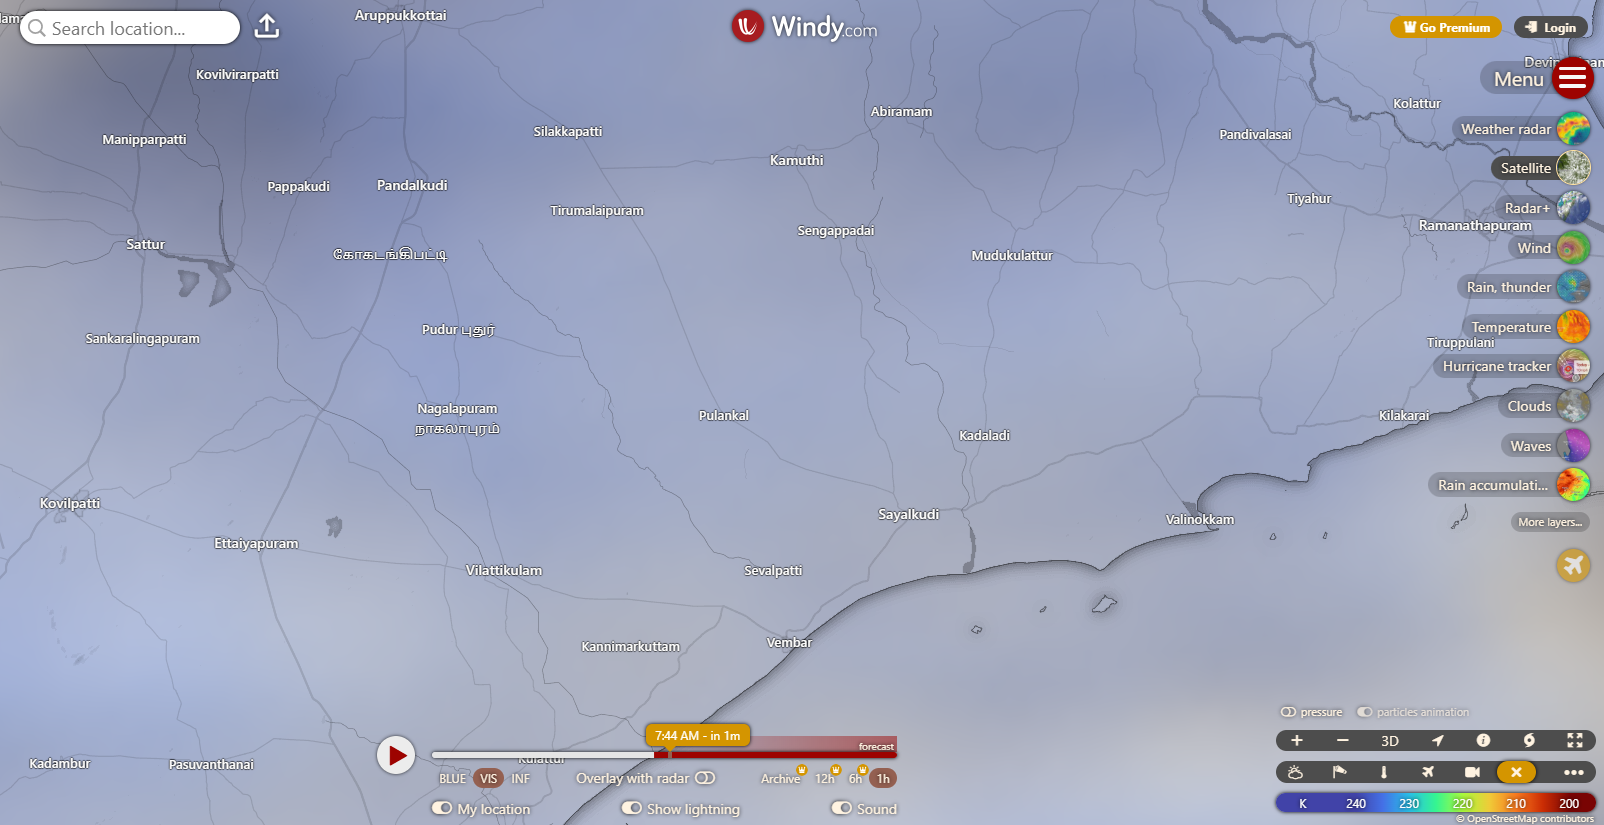 Search location...
Windy.com
Go Premium
Login
Menu
Weather radar
Satellite
Radar+
Wind
Rain, thunder
Temperature
Hurricane tracker
Clouds
Waves
Rain accumulati...
More layers...
Aruppukkottai
Kovilvirarpatti
Abiramam
Kolattur
Silakkapatti
Pandivalasai
Manipparpatti
Kamuthi
Pappakudi
Pandalkudi
Tiyahur
Tirumalaipuram
Ramanathapuram
Sengappadai
Sattur
கோகடங்கிபட்டி
Mudukulattur
Pudur புதுர்
Sankaralingapuram
Tiruppulani
Nagalapuram
நாகலாபுரம்
Pulankal
Kilakarai
Kadaladi
Kovilpatti
Sayalkudi
Valinokkam
Ettaiyapuram
Vilattikulam
Sevalpatti
Kannimarkuttam
Vembar
Kadambur
Pasuvanthanai
Kulattur
7:44 AM - in 1m
forecast
BLUE VIS INF
Overlay with radar
Archive 12h 6h 1h
My location
Show lightning
Sound
pressure
particles animation
3D
K 240 230 220 210 200
© OpenStreetMap contributors